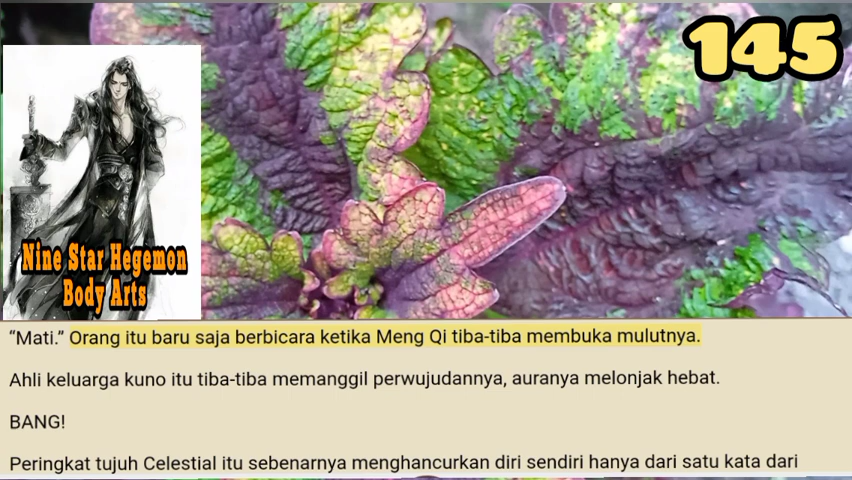 145
Nine Star Hegemon
Body Arts
“Mati.” Orang itu baru saja berbicara ketika Meng Qi tiba-tiba membuka mulutnya.
Ahli keluarga kuno itu tiba-tiba memanggil perwujudannya, auranya melonjak hebat.
BANG!
Peringkat tujuh Celestial itu sebenarnya menghancurkan diri sendiri hanya dari satu kata dari